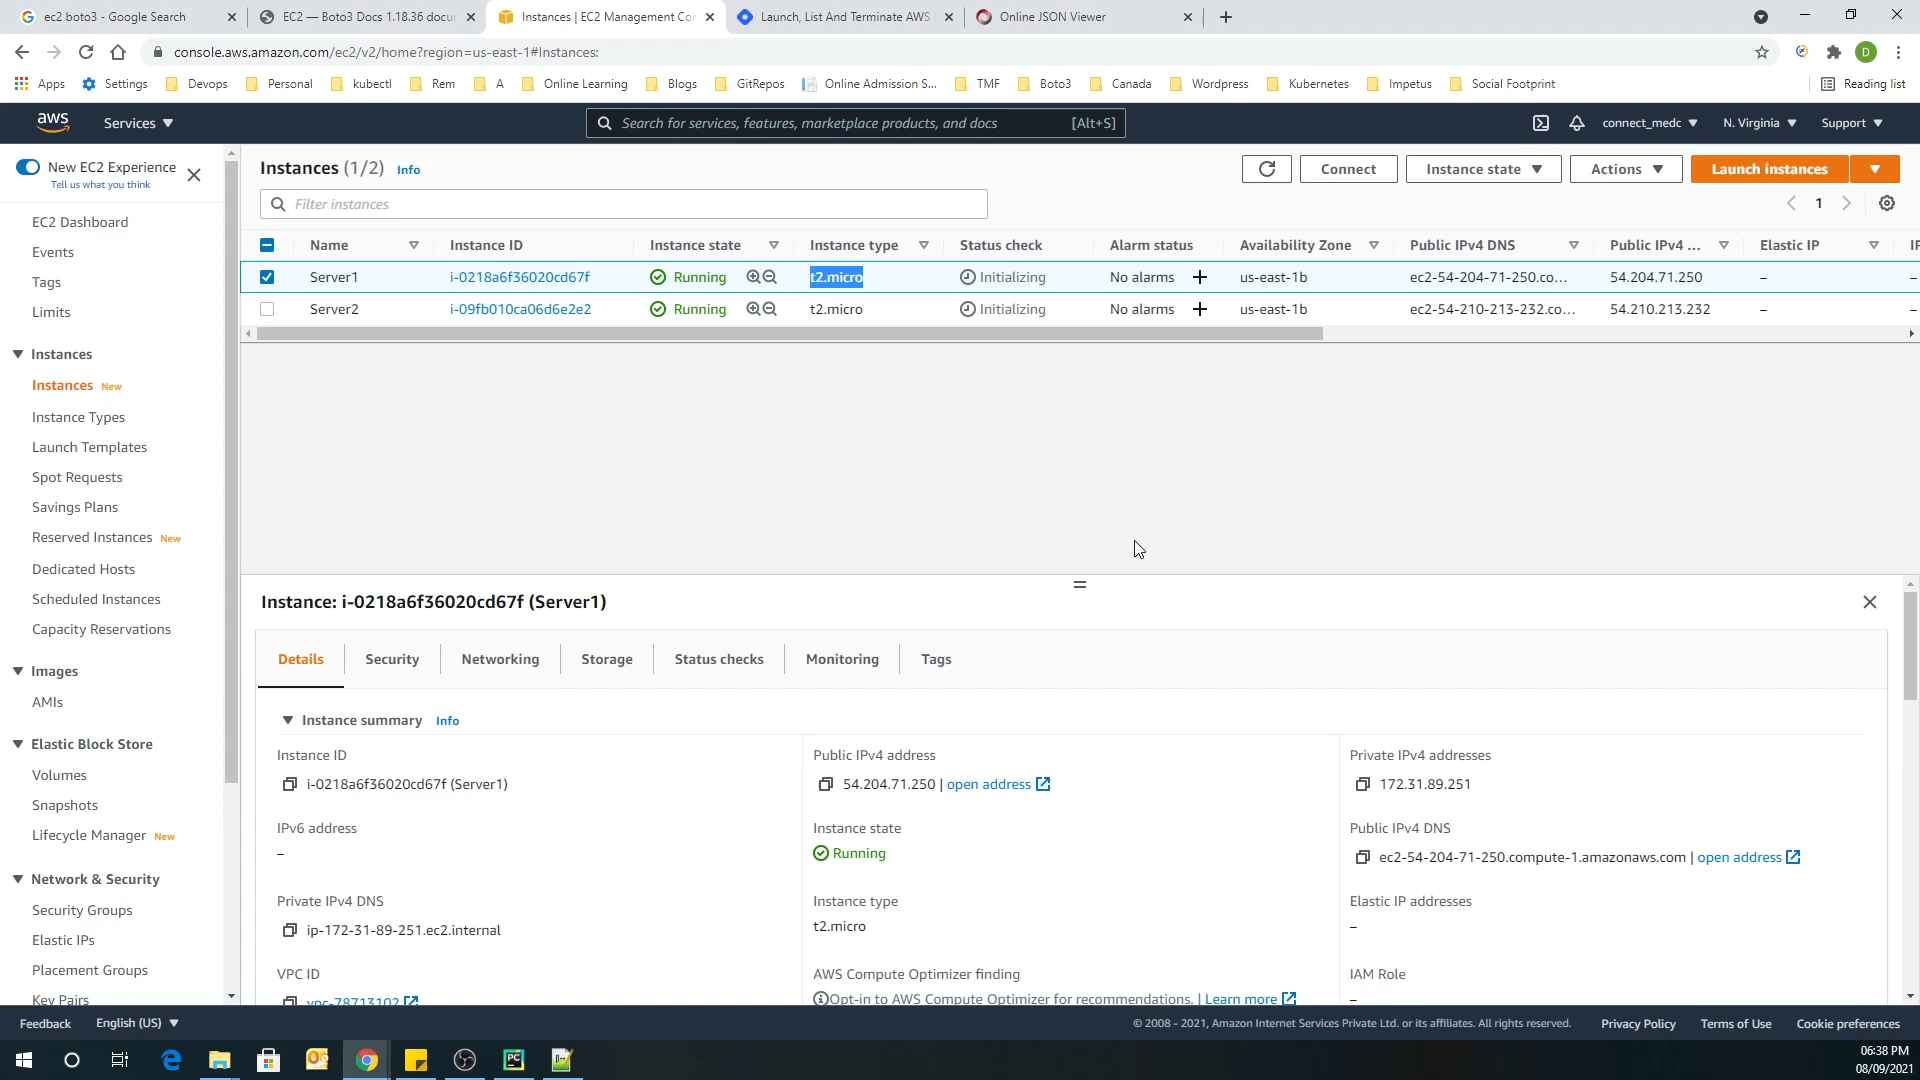 ec2 boto3 - Google Search
EC2 — Boto3 Docs 1.18.36 docu
Instances | EC2 Management Co
Launch, List And Terminate AWS
Online JSON Viewer
console.aws.amazon.com/ec2/v2/home?region=us-east-1#Instances:
D
Apps
Settings
Devops
Personal
kubectl
Rem
A
Online Learning
Blogs
GitRepos
Online Admission S...
TMF
Boto3
Canada
Wordpress
Kubernetes
Impetus
Social Footprint
Reading list
aws
Services
Search for services, features, marketplace products, and docs
[Alt+S]
connect_medc
N. Virginia
Support
New EC2 Experience
Tell us what you think
EC2 Dashboard
Events
Tags
Limits
Instances
Instances New
Instance Types
Launch Templates
Spot Requests
Savings Plans
Reserved Instances New
Dedicated Hosts
Scheduled Instances
Capacity Reservations
Images
AMIs
Elastic Block Store
Volumes
Snapshots
Lifecycle Manager New
Network & Security
Security Groups
Elastic IPs
Placement Groups
Key Pairs
Instances (1/2) Info
Connect
Instance state
Actions
Launch instances
Filter instances
1
Name Instance ID Instance state Instance type Status check Alarm status Availability Zone Public IPv4 DNS Public IPv4 ... Elastic IP IP
Server1 i-0218a6f36020cd67f Running t2.micro Initializing No alarms + us-east-1b ec2-54-204-71-250.co... 54.204.71.250 – –
Server2 i-09fb010ca06d6e2e2 Running t2.micro Initializing No alarms + us-east-1b ec2-54-210-213-232.co... 54.210.213.232 – –
Instance: i-0218a6f36020cd67f (Server1)
Details
Security
Networking
Storage
Status checks
Monitoring
Tags
Instance summary Info
Instance ID
i-0218a6f36020cd67f (Server1)
Public IPv4 address
54.204.71.250 | open address
Private IPv4 addresses
172.31.89.251
IPv6 address
–
Instance state
Running
Public IPv4 DNS
ec2-54-204-71-250.compute-1.amazonaws.com | open address
Private IPv4 DNS
ip-172-31-89-251.ec2.internal
Instance type
t2.micro
Elastic IP addresses
–
VPC ID
vpc-78713102
AWS Compute Optimizer finding
Opt-in to AWS Compute Optimizer for recommendations. | Learn more
IAM Role
–
Feedback
English (US)
© 2008 - 2021, Amazon Internet Services Private Ltd. or its affiliates. All rights reserved.
Privacy Policy
Terms of Use
Cookie preferences
06:38 PM
08/09/2021